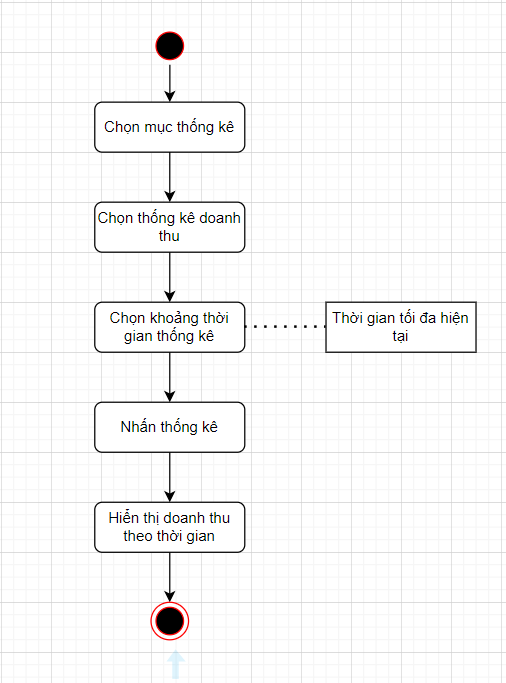 Chọn mục thống kê
Chọn thống kê doanh
thu
Chọn khoảng thời
gian thống kê
Thời gian tối đa hiện
tại
Nhấn thống kê
Hiển thị doanh thu
theo thời gian